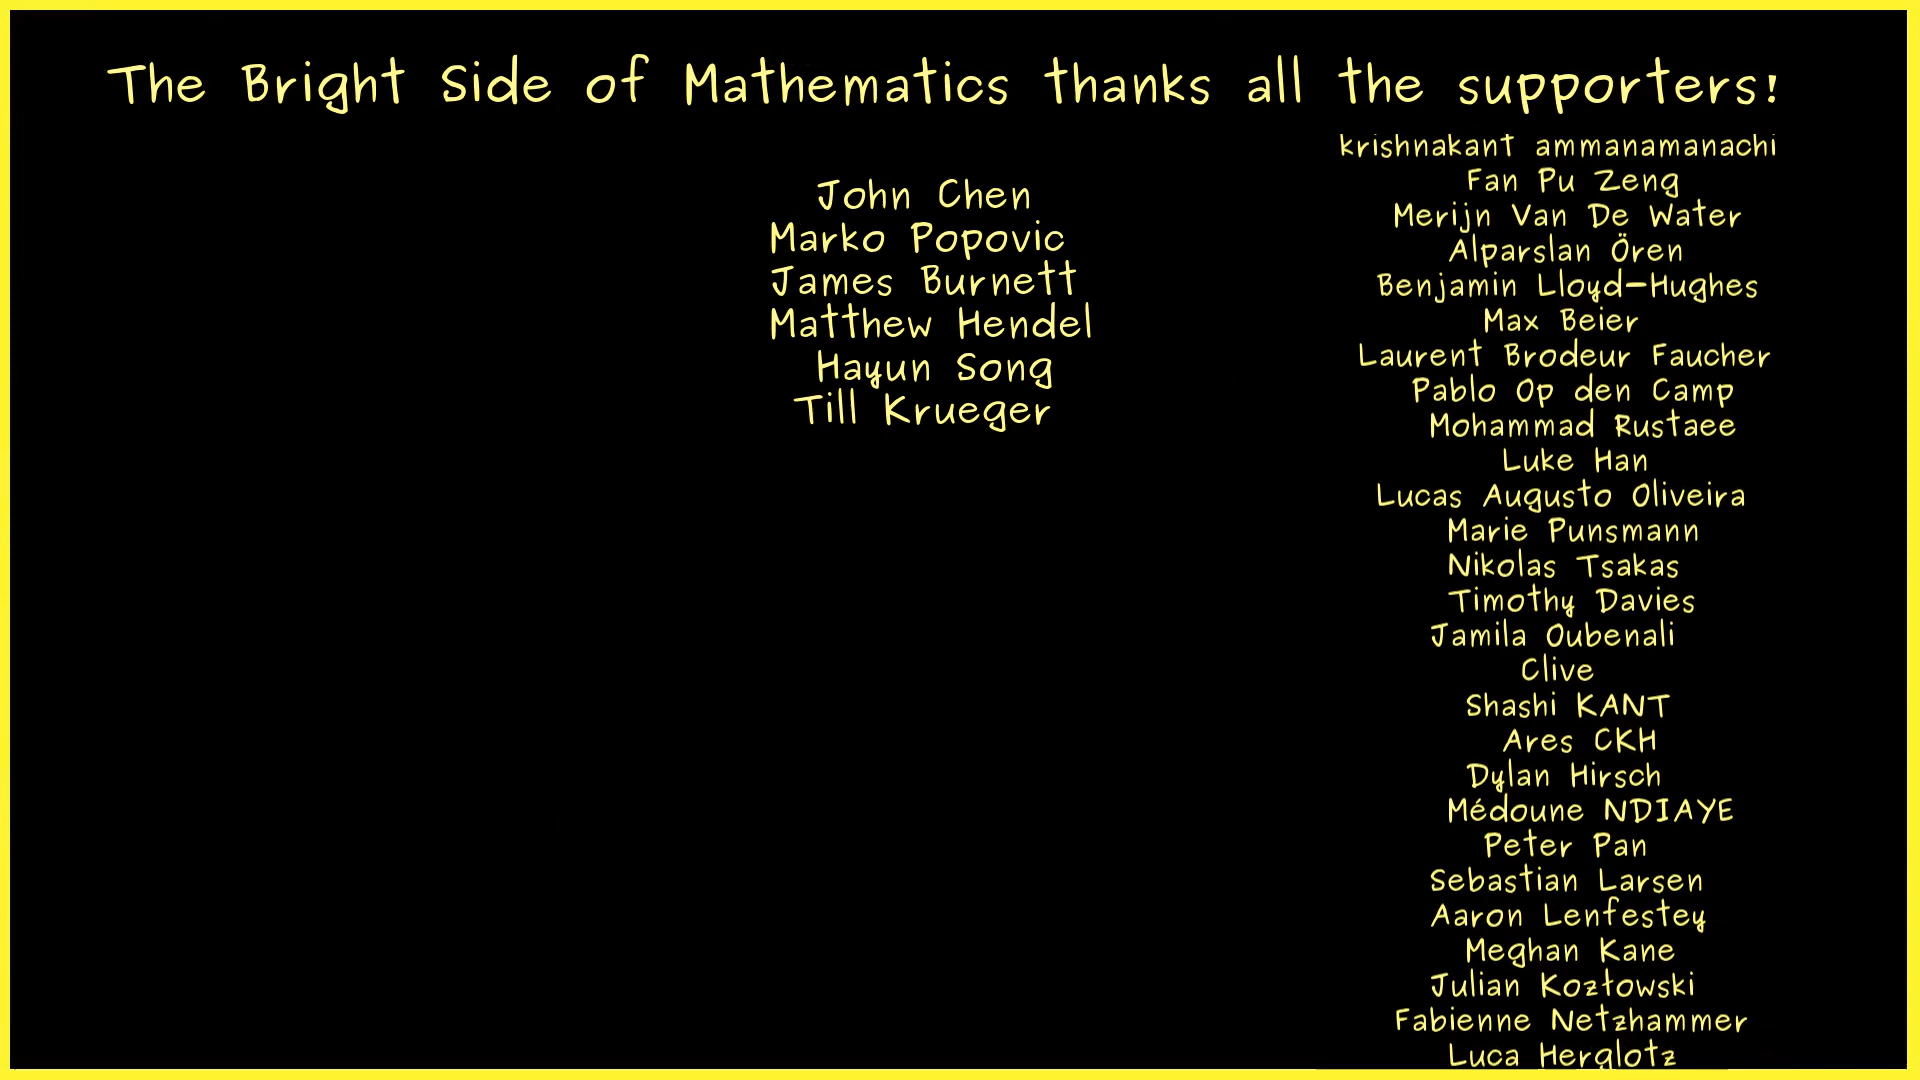 The Bright Side of Mathematics thanks all the supporters!
John Chen
Marko Popovic
James Burnett
Matthew Hendel
Hayun Song
Till Krueger
krishnakant ammanamanachi
Fan Pu Zeng
Merijn Van De Water
Alparslan Ören
Benjamin Lloyd-Hughes
Max Beier
Laurent Brodeur Faucher
Pablo Op den Camp
Mohammad Rustaee
Luke Han
Lucas Augusto Oliveira
Marie Punsmann
Nikolas Tsakas
Timothy Davies
Jamila Oubenali
Clive
Shashi KANT
Ares CKH
Dylan Hirsch
Médoune NDIAYE
Peter Pan
Sebastian Larsen
Aaron Lenfestey
Meghan Kane
Julian Kozłowski
Fabienne Netzhammer
Luca Herglotz